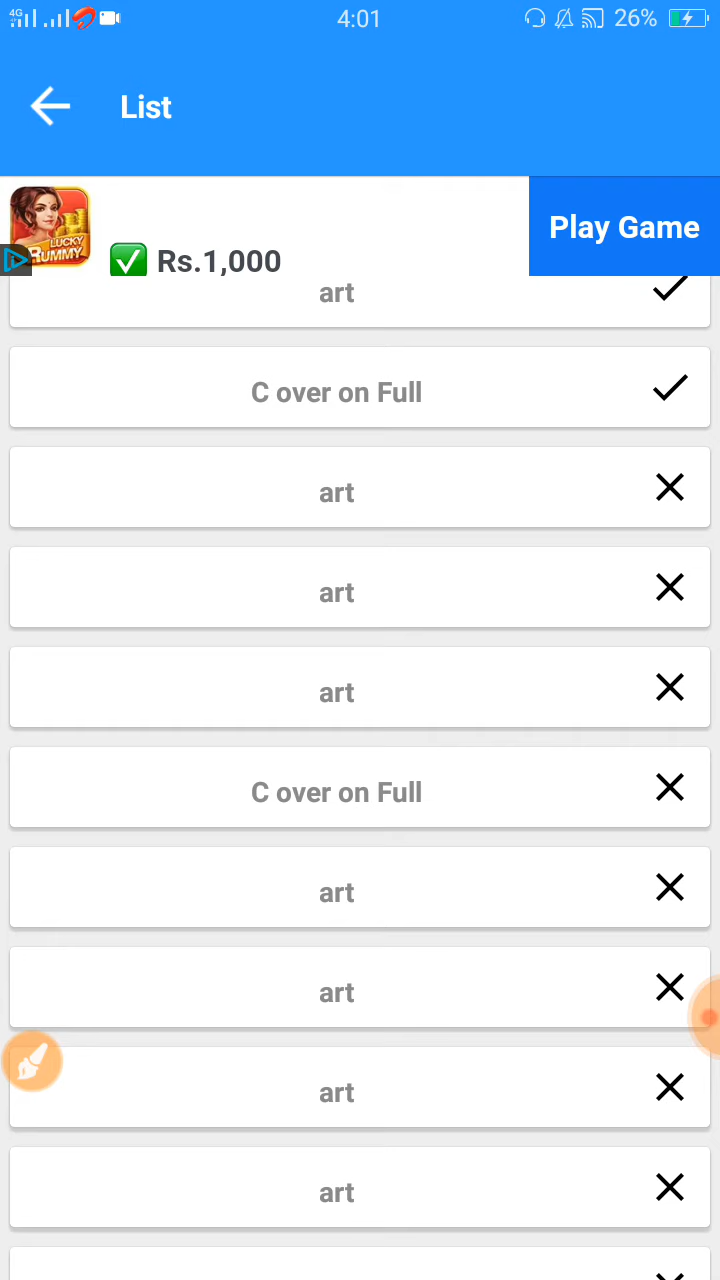 4G
4:01
26%
List
LUCKY
RUMMY
✅ Rs.1,000
Play Game
art
C over on Full
art
art
art
C over on Full
art
art
art
art